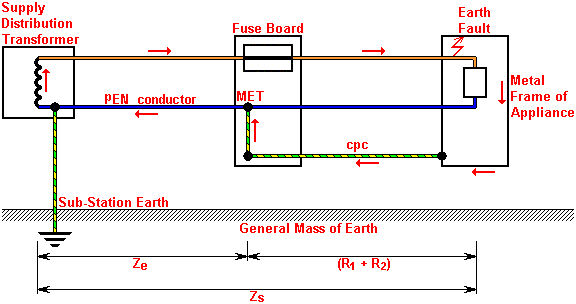 Supply
Distribution
Transformer
Fuse Board
Earth
Fault
PEN conductor
MET
Metal
Frame of
Appliance
cpc
Sub-Station Earth
General Mass of Earth
Ze
(R1 + R2)
Zs